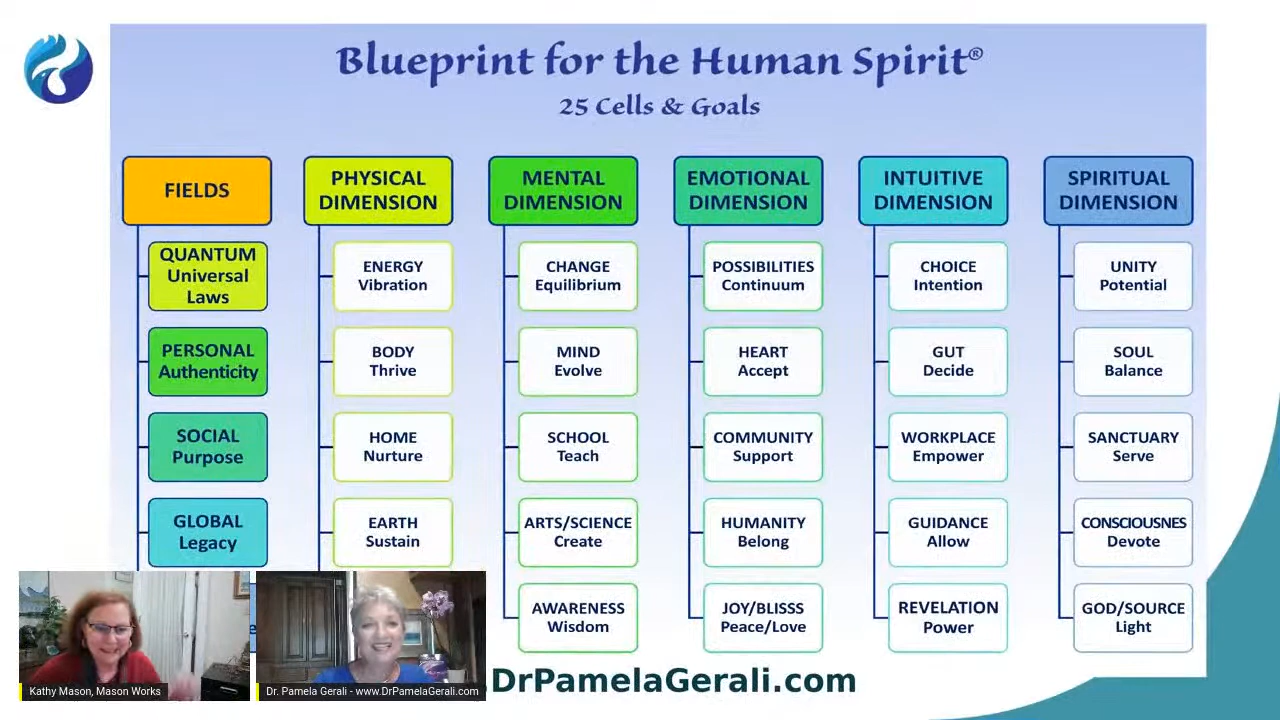 Blueprint for the Human Spirit®
25 Cells & Goals
FIELDS
PHYSICAL
DIMENSION
MENTAL
DIMENSION
EMOTIONAL
DIMENSION
INTUITIVE
DIMENSION
SPIRITUAL
DIMENSION
QUANTUM
Universal
Laws
ENERGY
Vibration
CHANGE
Equilibrium
POSSIBILITIES
Continuum
CHOICE
Intention
UNITY
Potential
PERSONAL
Authenticity
BODY
Thrive
MIND
Evolve
HEART
Accept
GUT
Decide
SOUL
Balance
SOCIAL
Purpose
HOME
Nurture
SCHOOL
Teach
COMMUNITY
Support
WORKPLACE
Empower
SANCTUARY
Serve
GLOBAL
Legacy
EARTH
Sustain
ARTS/SCIENCE
Create
HUMANITY
Belong
GUIDANCE
Allow
CONSCIOUSNES
Devote
AWARENESS
Wisdom
JOY/BLISSS
Peace/Love
REVELATION
Power
GOD/SOURCE
Light
Kathy Mason, Mason Works
Dr. Pamela Gerali - www.DrPamelaGerali.com
DrPamelaGerali.com